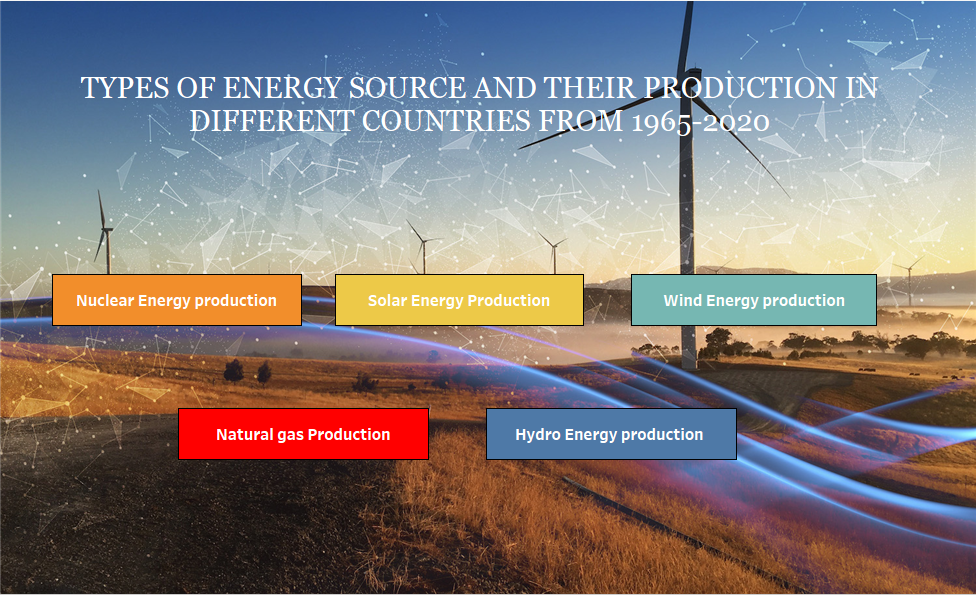 TYPES OF ENERGY SOURCE AND THEIR PRODUCTION IN
DIFFERENT COUNTRIES FROM 1965-2020
Nuclear Energy production
Solar Energy Production
Wind Energy production
Natural gas Production
Hydro Energy production